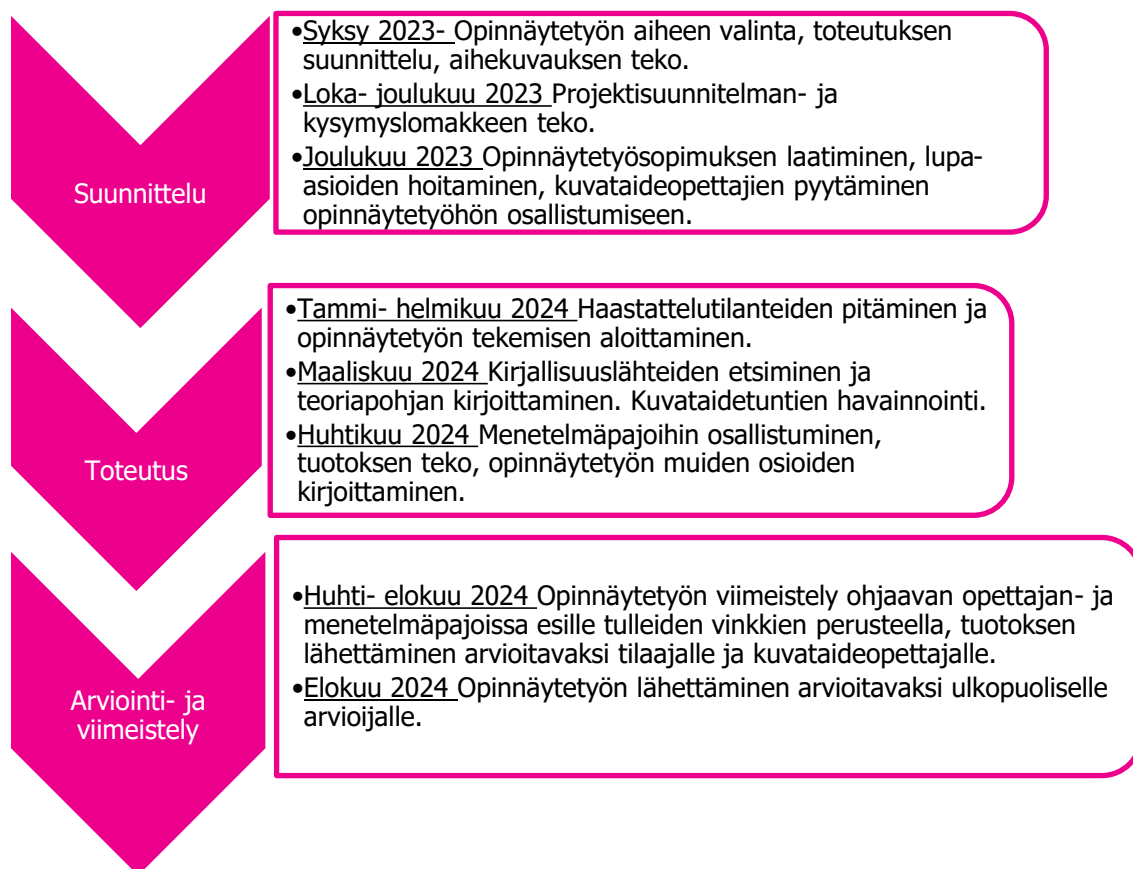 Suunnittelu
•Syksy 2023- Opinnäytetyön aiheen valinta, toteutuksen
suunnittelu, aihekuvauksen teko.
•Loka- joulukuu 2023 Projektisuunnitelman- ja
kysymyslomakkeen teko.
•Joulukuu 2023 Opinnäytetyösopimuksen laatiminen, lupa-
asioiden hoitaminen, kuvataideopettajien pyytäminen
opinnäytetyöhön osallistumiseen.
Toteutus
•Tammi- helmikuu 2024 Haastattelutilanteiden pitäminen ja
opinnäytetyön tekemisen aloittaminen.
•Maaliskuu 2024 Kirjallisuuslähteiden etsiminen ja
teoriapohjan kirjoittaminen. Kuvataidetuntien havainnointi.
•Huhtikuu 2024 Menetelmäpajoihin osallistuminen,
tuotoksen teko, opinnäytetyön muiden osioiden
kirjoittaminen.
Arviointi- ja
viimeistely
•Huhti- elokuu 2024 Opinnäytetyön viimeistely ohjaavan opettajan- ja
menetelmäpajoissa esille tulleiden vinkkien perusteella, tuotoksen
lähettäminen arvioitavaksi tilaajalle ja kuvataideopettajalle.
•Elokuu 2024 Opinnäytetyön lähettäminen arvioitavaksi ulkopuoliselle
arvioijalle.